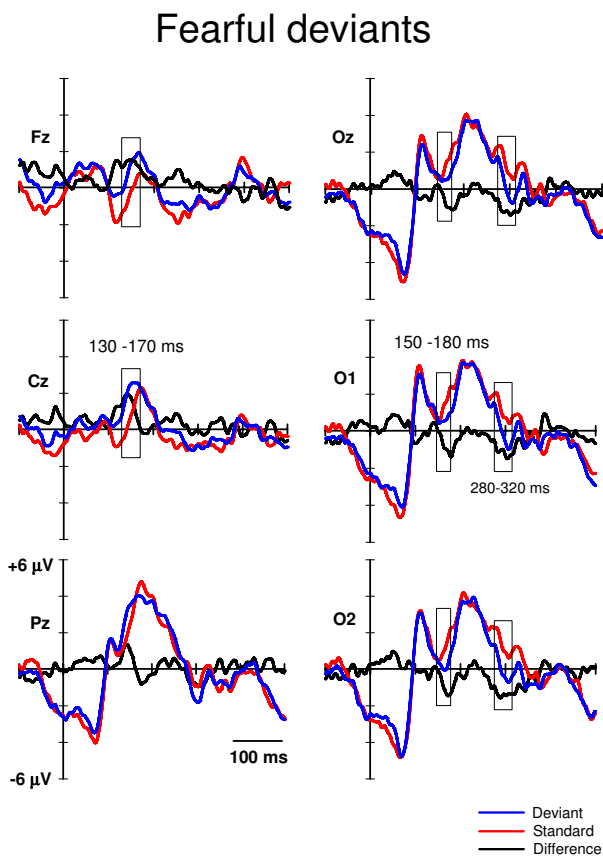 Fearful deviants
Fz
Oz
130 -170 ms
Cz
150 -180 ms
O1
280-320 ms
+6 µV
Pz
O2
100 ms
-6 µV
Deviant
Standard
Difference